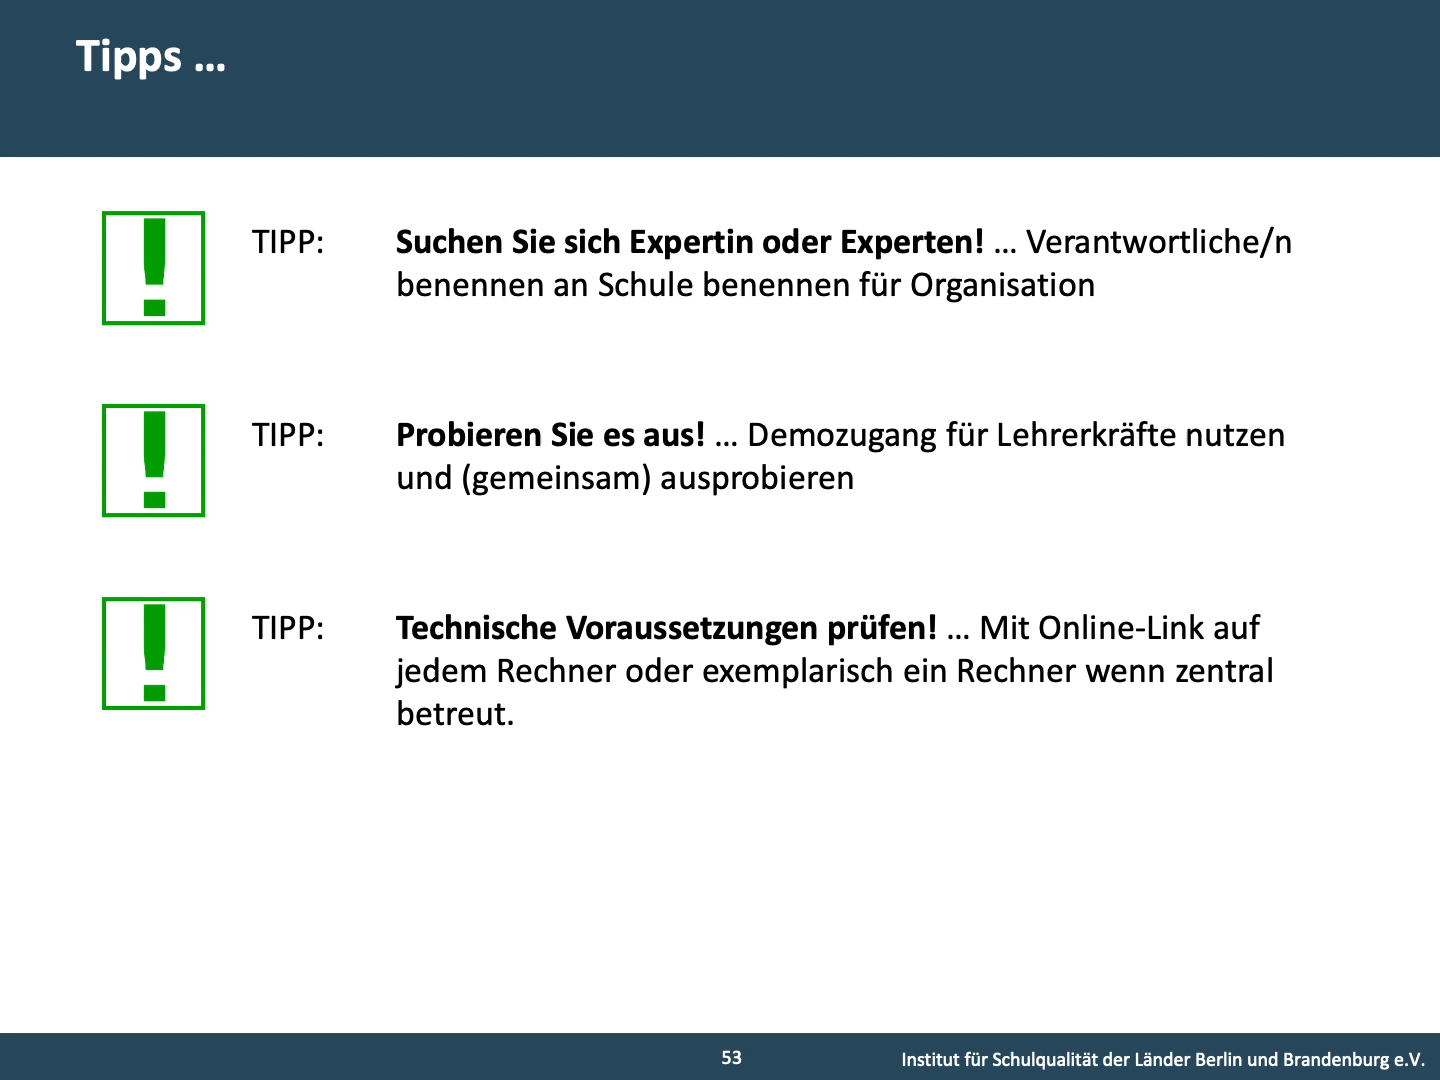 Tipps …
!
TIPP: Suchen Sie sich Expertin oder Experten! … Verantwortliche/n
benennen an Schule benennen für Organisation
!
TIPP: Probieren Sie es aus! … Demozugang für Lehrerkräfte nutzen
und (gemeinsam) ausprobieren
!
TIPP: Technische Voraussetzungen prüfen! … Mit Online-Link auf
jedem Rechner oder exemplarisch ein Rechner wenn zentral
betreut.
53
Institut für Schulqualität der Länder Berlin und Brandenburg e.V.